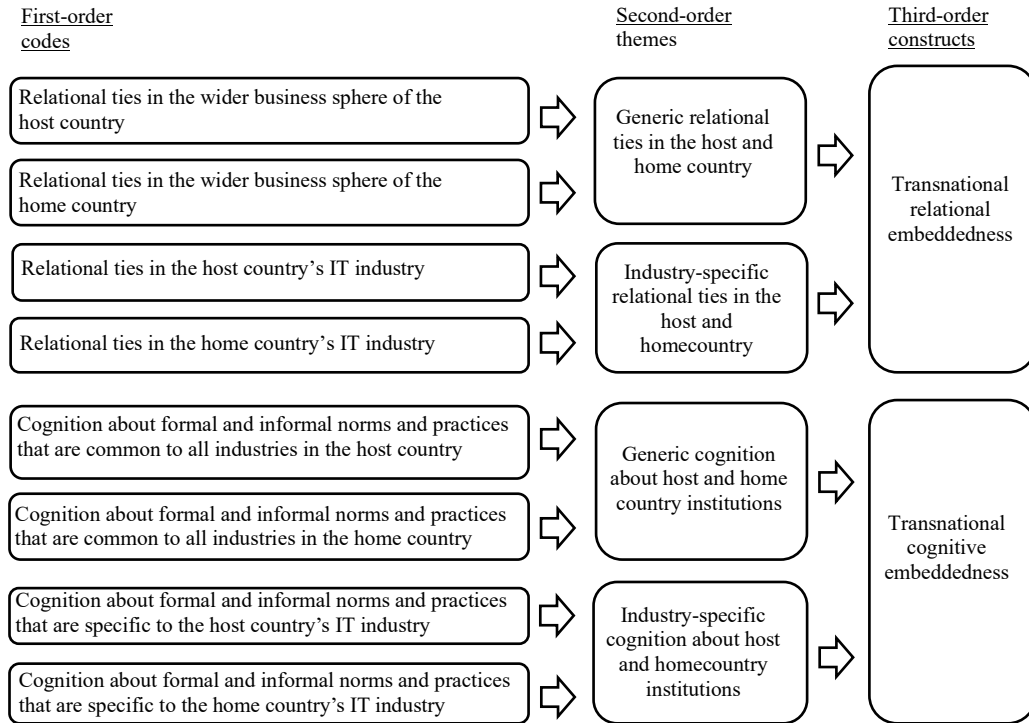 First-order
codes
Second-order
themes
Third-order
constructs
Relational ties in the wider business sphere of the
host country
Relational ties in the wider business sphere of the
home country
Generic relational
ties in the host and
home country
Relational ties in the host country’s IT industry
Relational ties in the home country’s IT industry
Industry-specific
relational ties in the
host and
homecountry
Transnational
relational
embeddedness
Cognition about formal and informal norms and practices
that are common to all industries in the host country
Cognition about formal and informal norms and practices
that are common to all industries in the home country
Generic cognition
about host and home
country institutions
Cognition about formal and informal norms and practices
that are specific to the host country’s IT industry
Cognition about formal and informal norms and practices
that are specific to the home country’s IT industry
Industry-specific
cognition about host
and homecountry
institutions
Transnational
cognitive
embeddedness